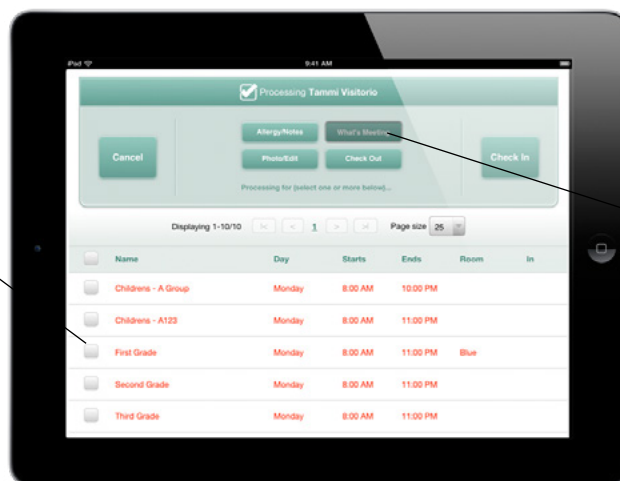 iPad 9:41 AM
Processing Tammi Visitorio
Allergy/Notes What's Meeting
Cancel Photo/Edit Check Out Check In
Processing for (select one or more below)...
Displaying 1-10/10 |< < 1 > >| Page size 25
Name Day Starts Ends Room In
Childrens - A Group Monday 8:00 AM 10:00 PM
Childrens - A123 Monday 8:00 AM 11:00 PM
First Grade Monday 8:00 AM 11:00 PM Blue
Second Grade Monday 8:00 AM 11:00 PM
Third Grade Monday 8:00 AM 11:00 PM